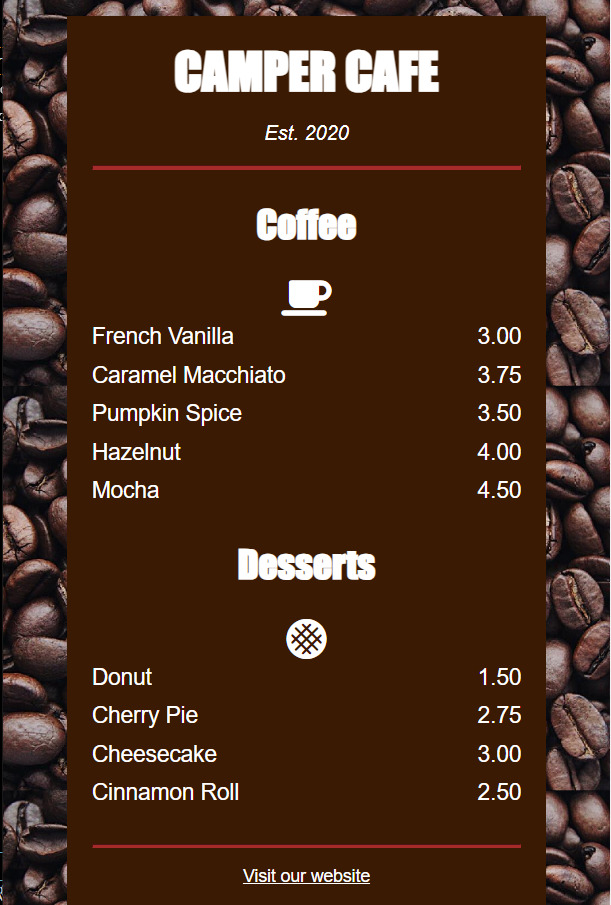 CAMPER CAFE
Est. 2020
Coffee
French Vanilla 3.00
Caramel Macchiato 3.75
Pumpkin Spice 3.50
Hazelnut 4.00
Mocha 4.50
Desserts
Donut 1.50
Cherry Pie 2.75
Cheesecake 3.00
Cinnamon Roll 2.50
Visit our website